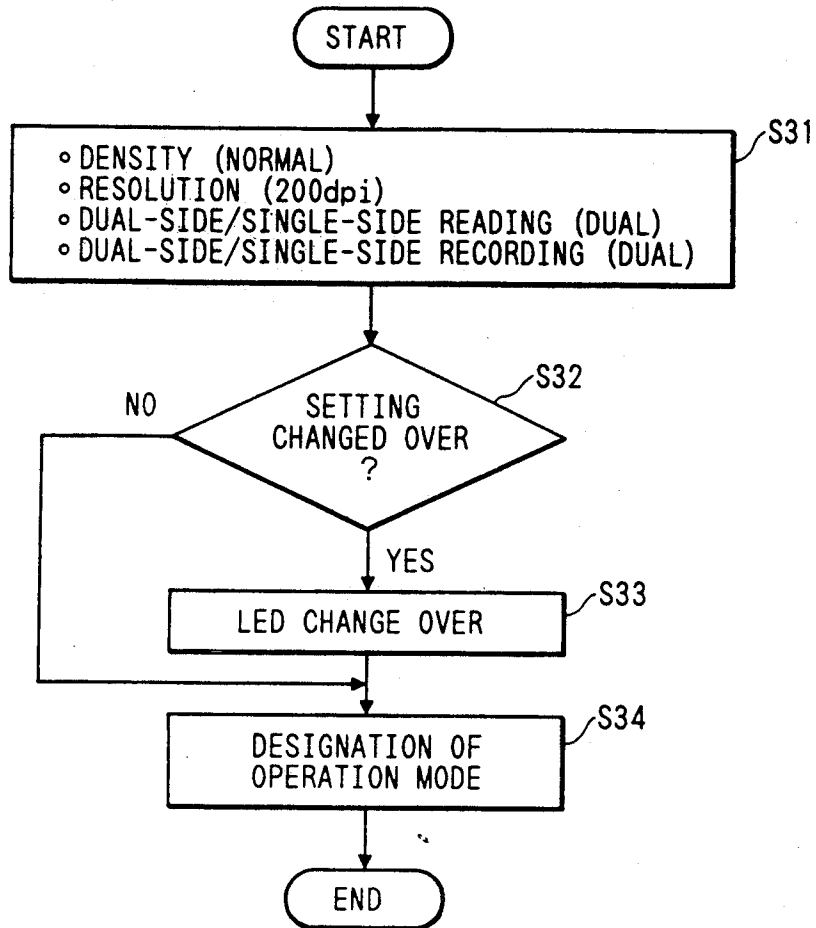 START
S31
∘ DENSITY (NORMAL)
∘ RESOLUTION (200dpi)
∘ DUAL-SIDE/SINGLE-SIDE READING (DUAL)
∘ DUAL-SIDE/SINGLE-SIDE RECORDING (DUAL)
S32
NO
SETTING
CHANGED OVER
?
YES
S33
LED CHANGE OVER
S34
DESIGNATION OF
OPERATION MODE
END